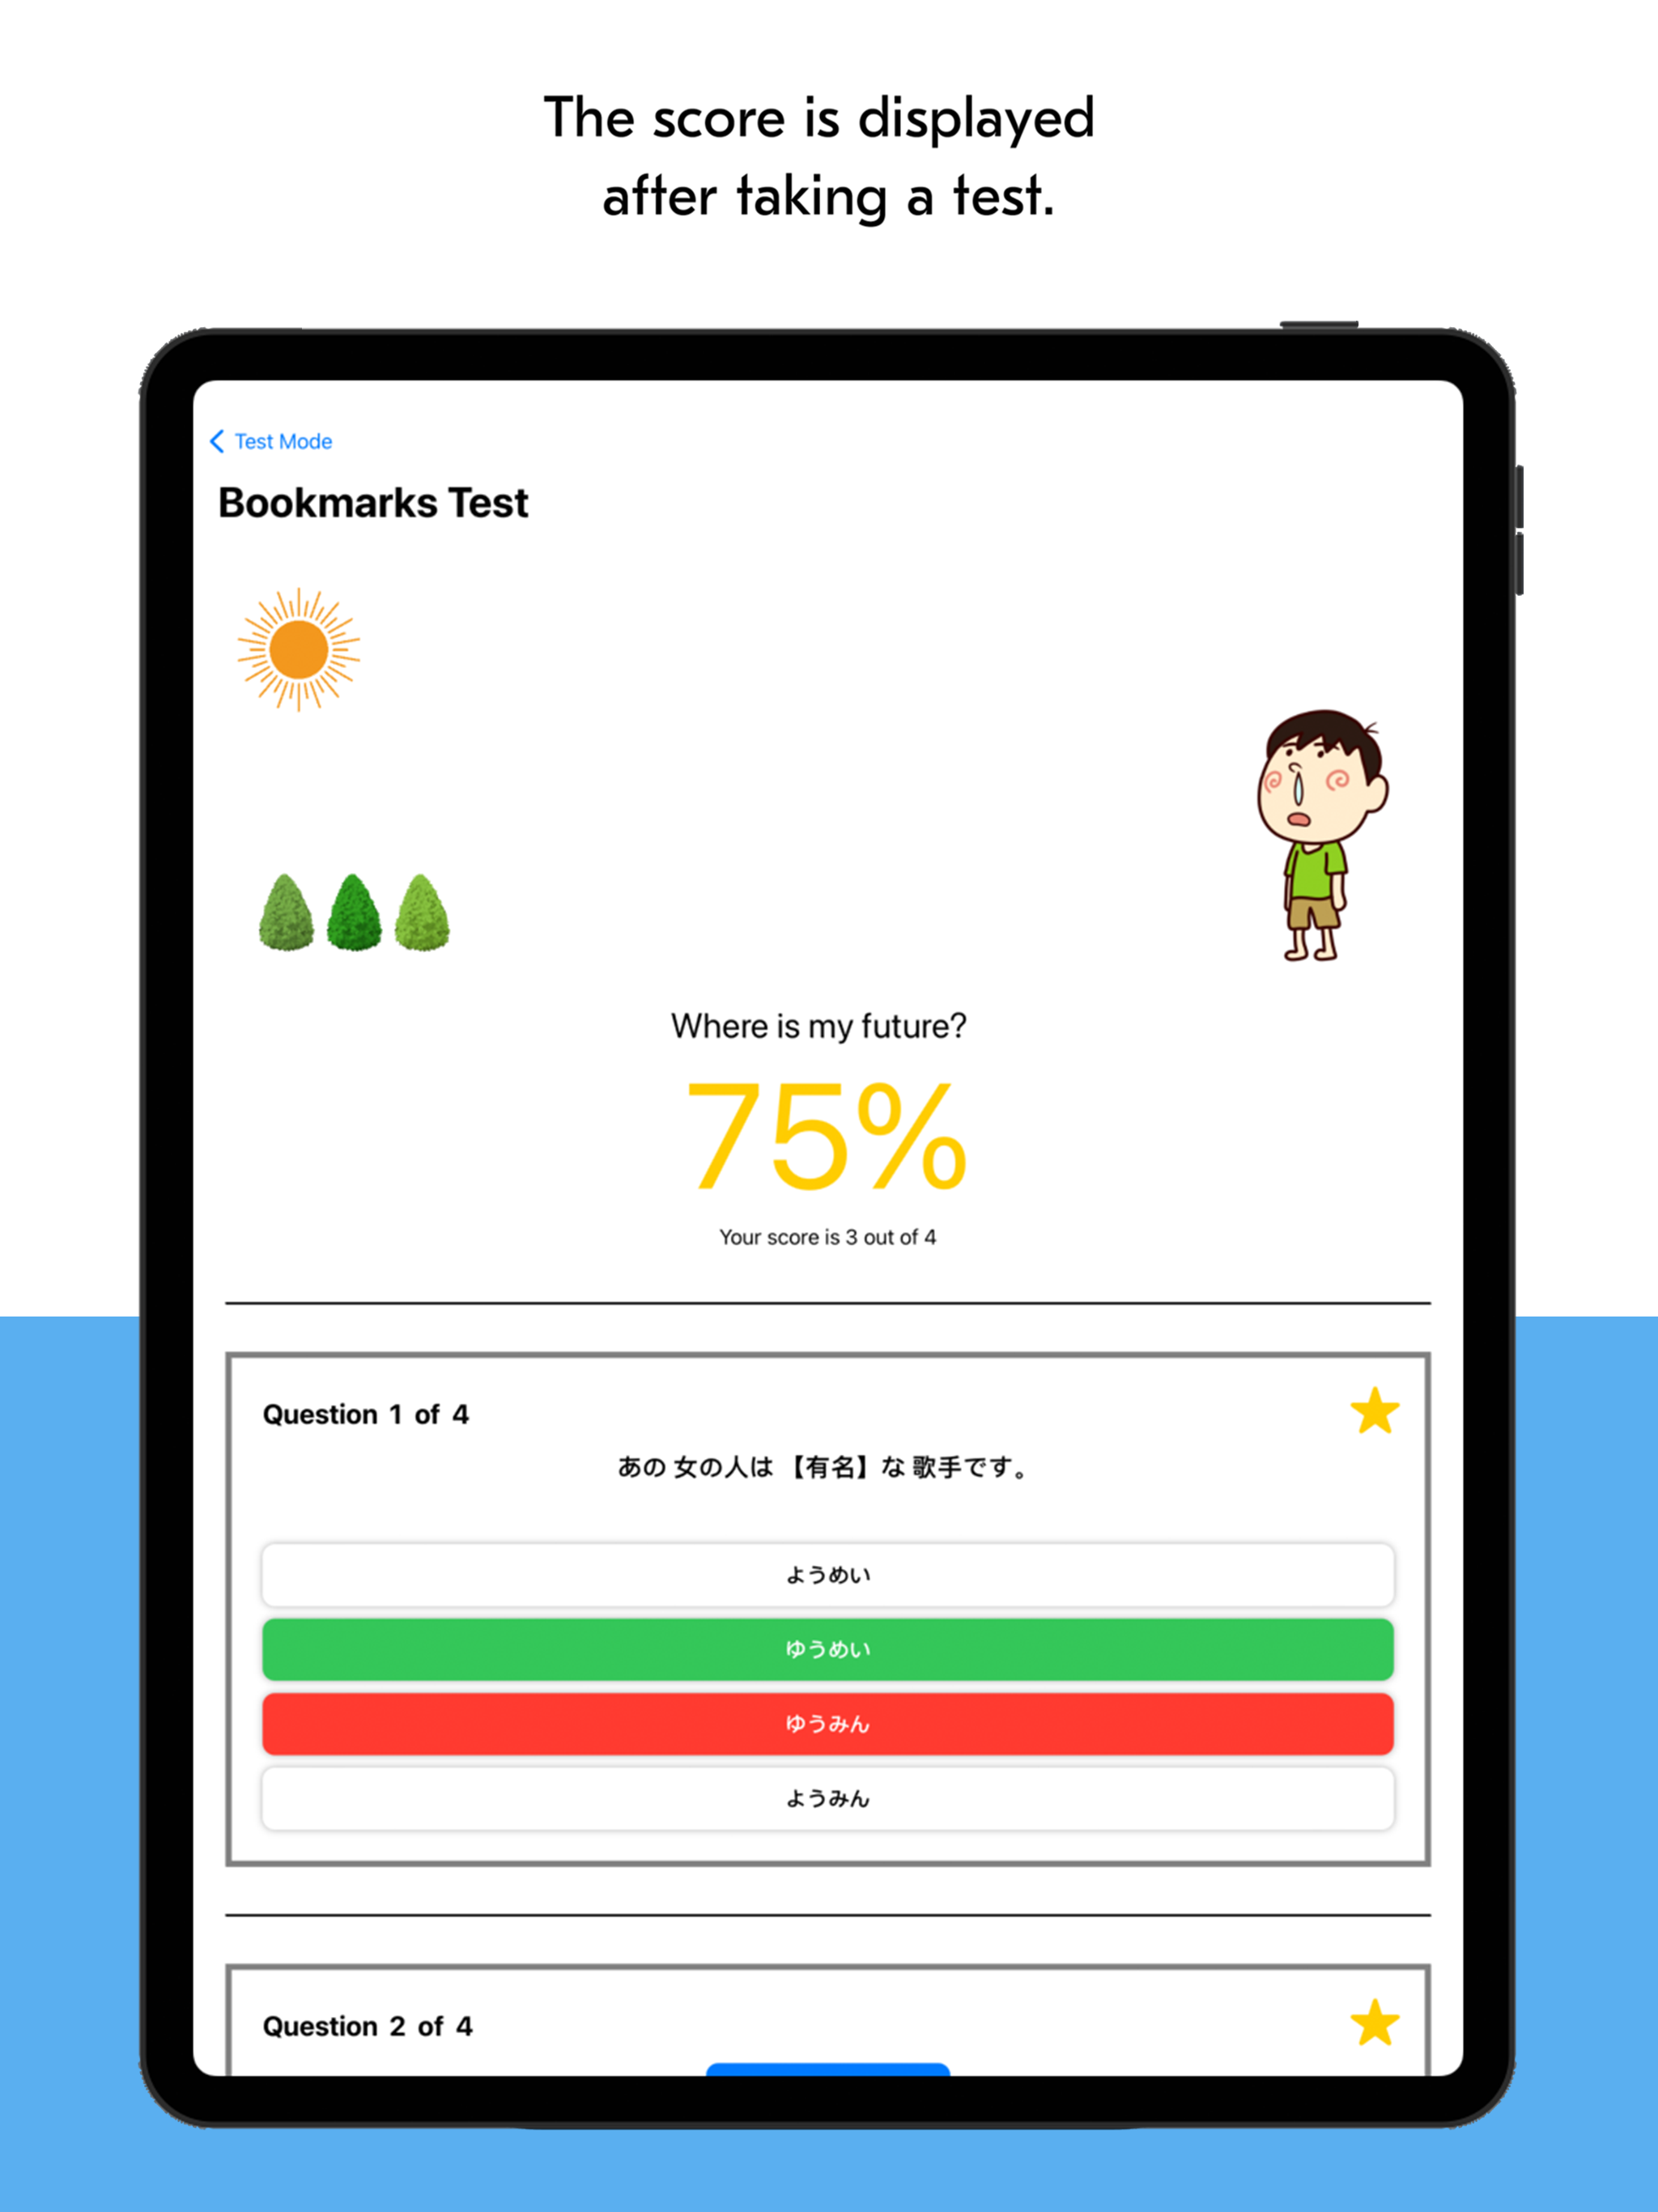 The score is displayed
after taking a test.
Test Mode
Bookmarks Test
Where is my future?
75%
Your score is 3 out of 4
Question 1 of 4
あの 女の人は 【有名】な 歌手です。
ようめい
ゆうめい
ゆうみん
ようみん
Question 2 of 4